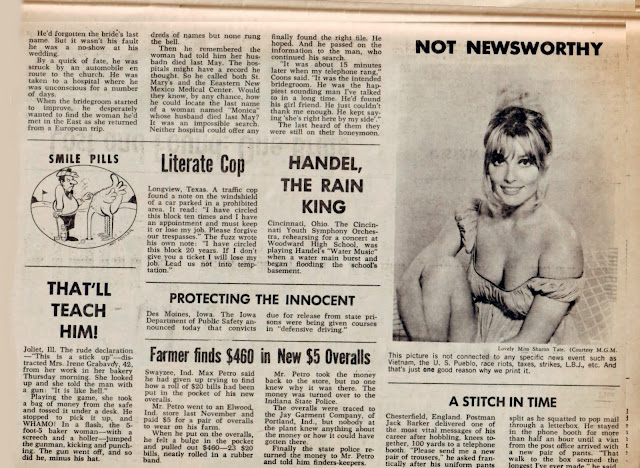 He'd forgotten the bride's last
name. But it wasn't his fault
he was a no-show at his
wedding.
By a quirk of fate, he was
struck by an automobile en
route to the church. He was
taken to a hospital where he
was unconscious for a number
of days.
When the bridegroom started
to improve, he desperately
wanted to find the woman he'd
met in the East as she returned
from a European trip.
dreds of names but none rung
the bell.
Then he remembered the
woman had told him her hus-
badn died last May. The hos-
pitals might have a record he
thought. So he called both St.
Mary's and the Eeastern New
Mexico Medical Center. Would
they know, by any chance, how
he could locate the last name
of a woman named "Monica"
whose husband died last May?
It was an impossible search.
Neither hospital could offer any
finally found the right file. He
hoped. And he passed on the
information to the man, who
continued his search.
"It was about 15 minutes
later when my telephone rang,"
Coons said. "It was the intended
bridegroom. He was the hap-
piest sounding man I've talked
to in a long time. He'd found
his girl friend. He just couldn't
thank me enough. He kept say-
ing 'she's right here by my side'."
The last heard of them they
were still on their honeymoon.
NOT NEWSWORTHY
Lovely Miss Sharon Tate. (Courtesy M.G.M.
This picture is not connected to any specific news event such as
Vietnam, the U. S. Pueblo, race riots, taxes, strikes, L.B.J., etc. And
that's just one good reason why we print it.
SMILE PILLS
Literate Cop
Longview, Texas. A traffic cop
found a note on the windshield
of a car parked in a prohibited
area. It read: "I have circled
this block ten times and I have
an appointment and must keep
it or lose my job. Please forgive
our trespasses." The fuzz wrote
his own note: "I have circled
this block 20 years. If I don't
give you a ticket I will lose my
job. Lead us not into temp-
tation."
HANDEL,
THE RAIN
KING
Cincinnati, Ohio. The Cincin-
nati Youth Symphony Orches-
tra, rehearsing for a concert at
Woodward High School, was
playing Handel's "Water Music"
when a water main burst and
began flooding the school's
basement.
THAT'LL
TEACH
HIM!
Joliet, Ill. The rude declaration
—"This is a stick up"—dis-
tracted Mrs. Irene Grabavdy, 42,
from her work in her bakery
Thursday morning. She looked
up and she told the man with a
gun: "It is like hell."
Playing the game, she took
a bag of money from the safe
and tossed it under a desk. He
stopped to pick it up, and
WHAMO! In a flash, the 5-
foot-5 baker woman—with a
screech and a holler—jumped
the gunman, kicking and punch-
ing. The gun went off, and so
did he, minus his hat.
PROTECTING THE INNOCENT
Des Moines, Iowa. The Iowa
Department of Public Safety an-
nounced today that convicts
due for release from state pris-
ons were being given courses
in "defensive driving."
Farmer finds $460 in New $5 Overalls
Swayzee, Ind. Max Petro said
he had given up trying to find
how a roll of $20 bills had been
put in the pocket of his new
overalls.
Mr. Petro went to an Elwood,
Ind. store last November and
paid $5 for a pair of overalls
to wear on his farm.
When he put on the overalls,
he felt a bulge in the pocket
and pulled out $460—23 $20
bills, neatly rolled in a rubber
band.
Mr. Petro took the money
back to the store, but no one
knew why it was there. The
money was turned over to the
Indiana State Police.
The overalls were traced to
the Jay Garment Company, of
Portland, Ind., but nobody at
the plant knew anything about
the money or how it could have
gotten there.
Finally the state police re-
turned the money to Mr. Petro
and told him finders-keepers.
A STITCH IN TIME
Chesterfield, England. Postman
Jack Barker delivered one of
the most vital messages of his
career after hobbling, knees to-
gether, 100 yards to a telephone
booth. "Please send me a new
pair of trousers," he asked fran-
tically after his uniform pants
split as he squatted to pop mail
through a letterbox. He stayed
in the phone booth for more
than half an hour until a van
from the post office arrived with
a new pair of pants. "That
walk to the box seemed the
longest I've ever made," he said